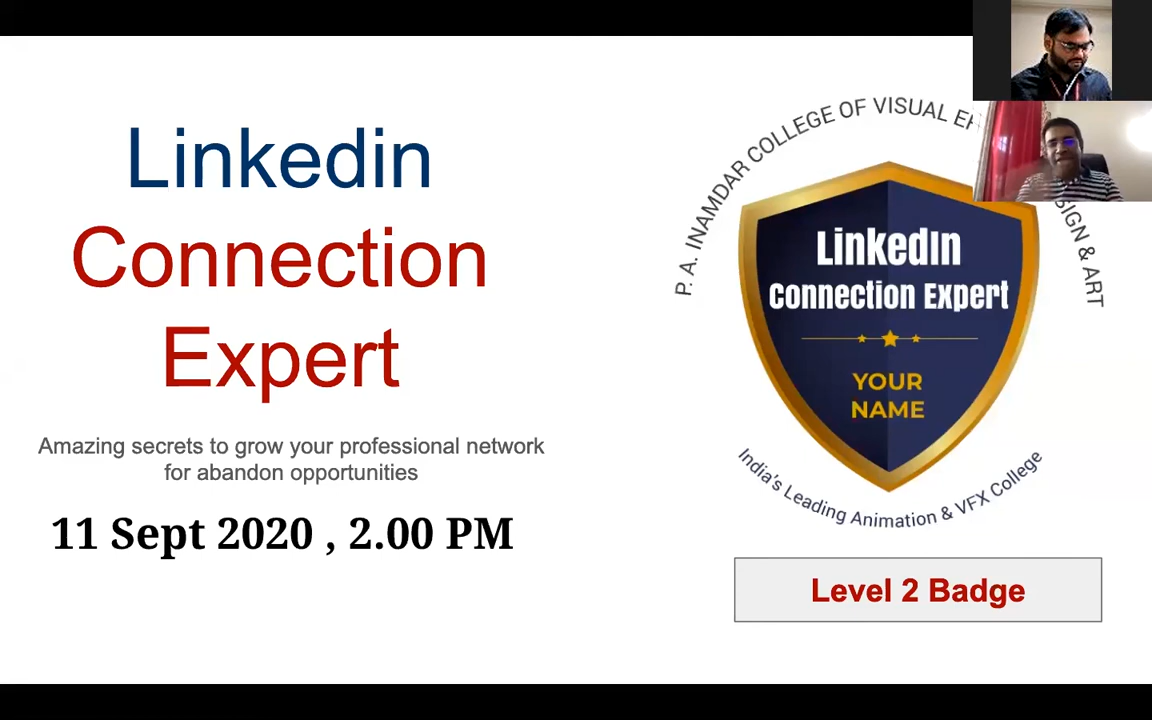 Linkedin
Connection
Expert
Amazing secrets to grow your professional network
for abandon opportunities
11 Sept 2020 , 2.00 PM
P. A. INAMDAR COLLEGE OF VISUAL & ART
LinkedIn
Connection Expert
YOUR
NAME
India's Leading Animation & VFX College
Level 2 Badge